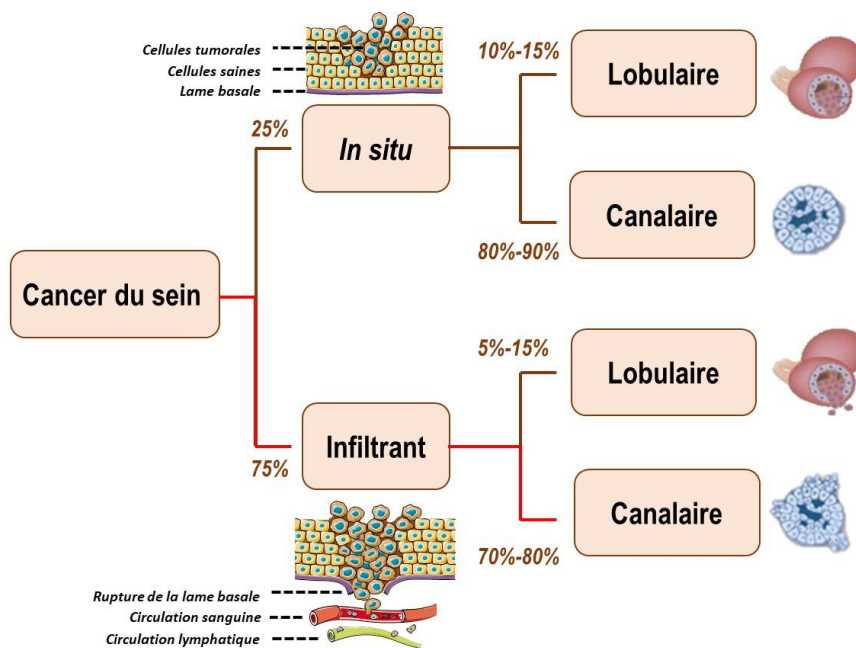 Cellules tumorales
Cellules saines
Lame basale
10%-15%
Lobulaire
25%
In situ
Canalaire
80%-90%
Cancer du sein
5%-15%
Lobulaire
Infiltrant
75%
Canalaire
70%-80%
Rupture de la lame basale
Circulation sanguine
Circulation lymphatique